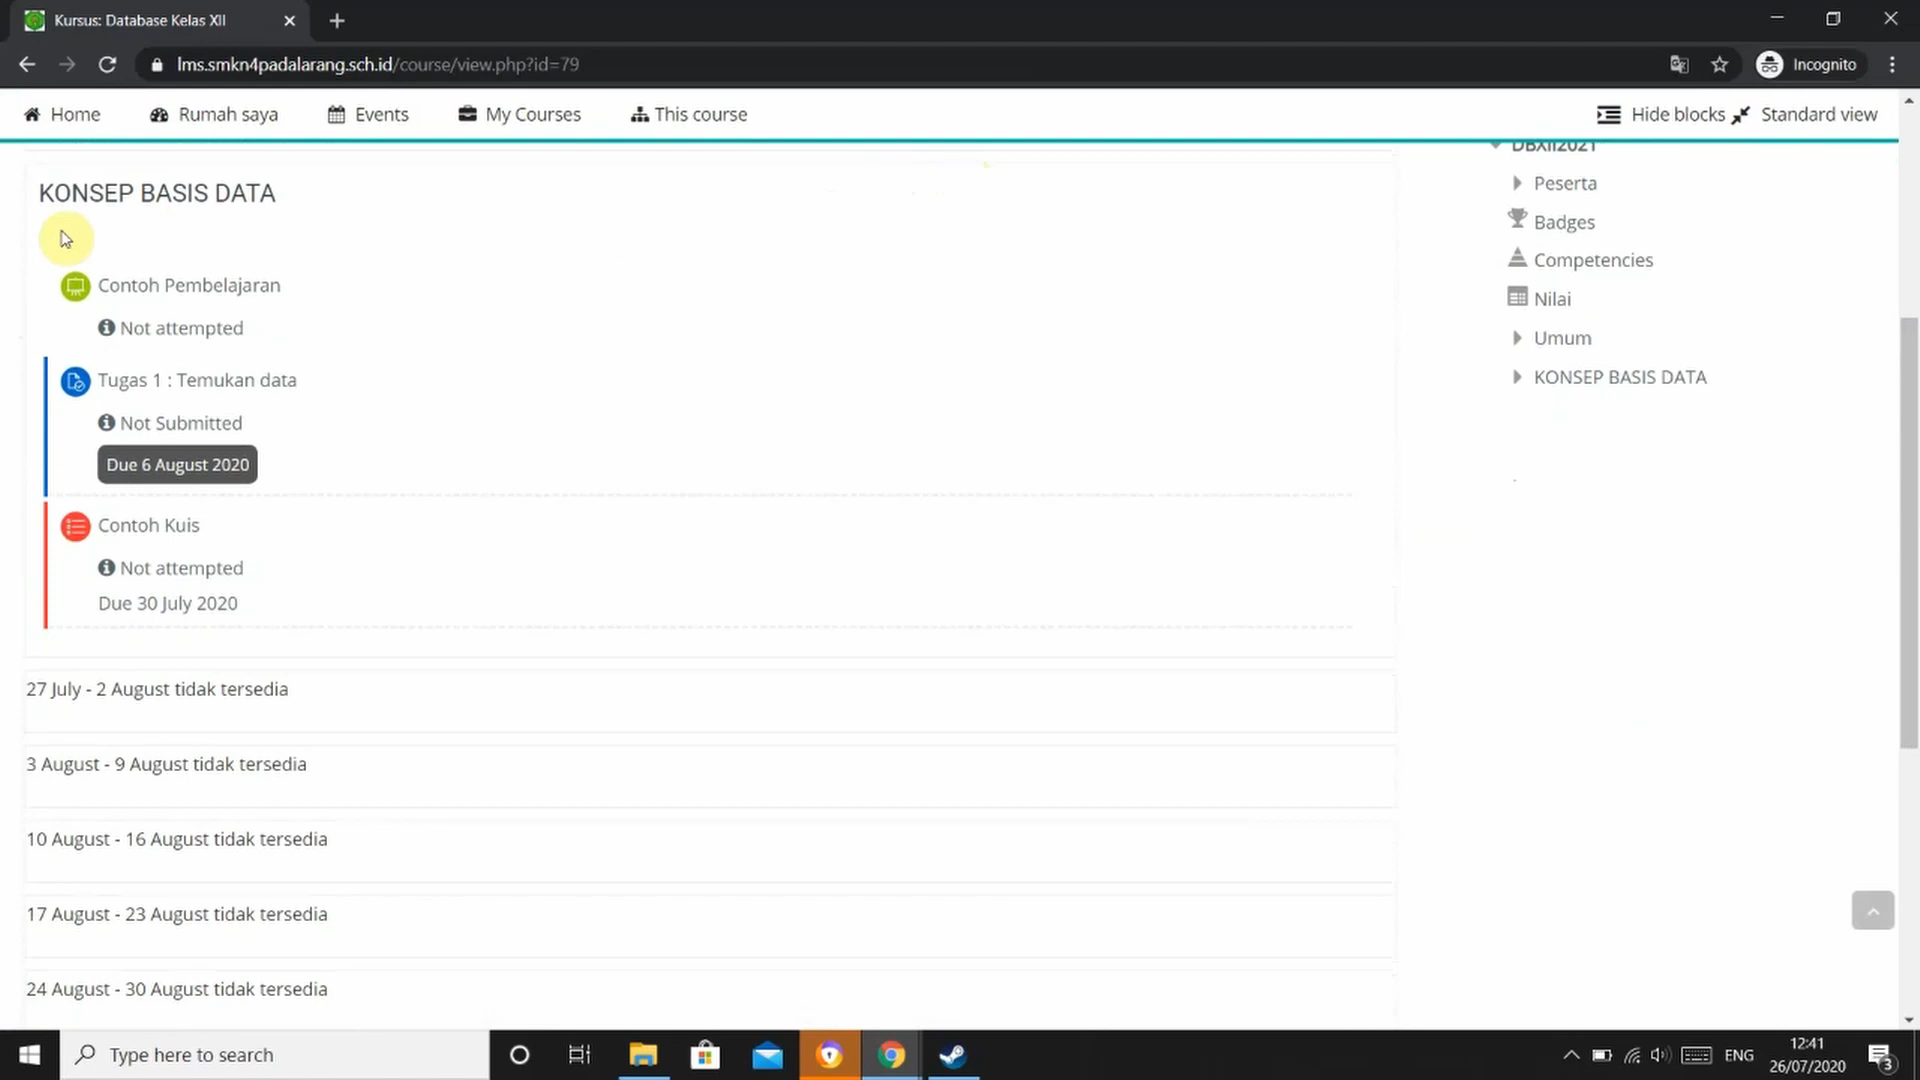 Kursus: Database Kelas XII
lms.smkn4padalarang.sch.id/course/view.php?id=79
Incognito
Home
Rumah saya
Events
My Courses
This course
Hide blocks
Standard view
KONSEP BASIS DATA
Contoh Pembelajaran
Not attempted
Tugas 1 : Temukan data
Not Submitted
Due 6 August 2020
Contoh Kuis
Not attempted
Due 30 July 2020
27 July - 2 August tidak tersedia
3 August - 9 August tidak tersedia
10 August - 16 August tidak tersedia
17 August - 23 August tidak tersedia
24 August - 30 August tidak tersedia
DBXII2021
Peserta
Badges
Competencies
Nilai
Umum
KONSEP BASIS DATA
Type here to search
ENG
12:41
26/07/2020
3